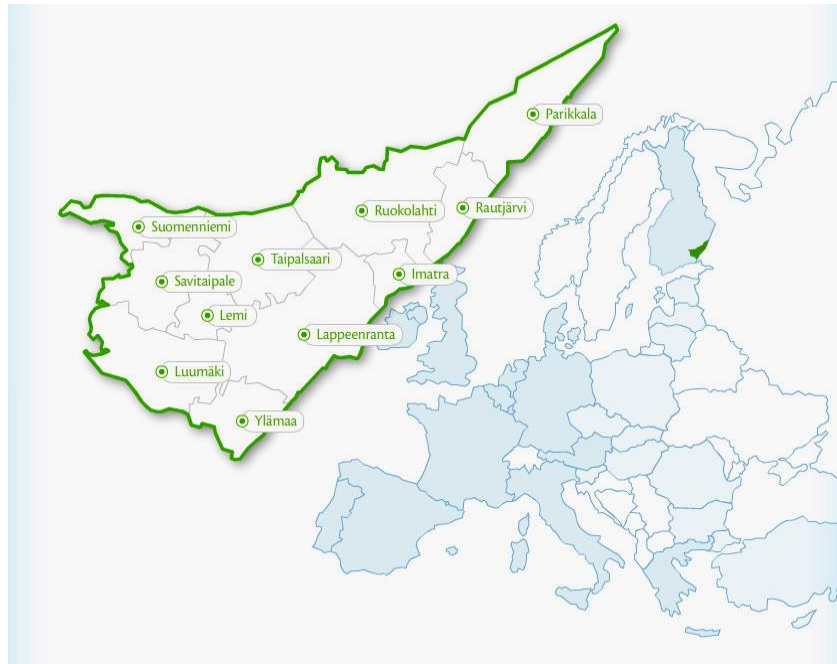 Parikkala
Ruokolahti
Rautjärvi
Suomenniemi
Taipalsaari
Imatra
Savitaipale
Lemi
Lappeenranta
Luumäki
Ylämaa